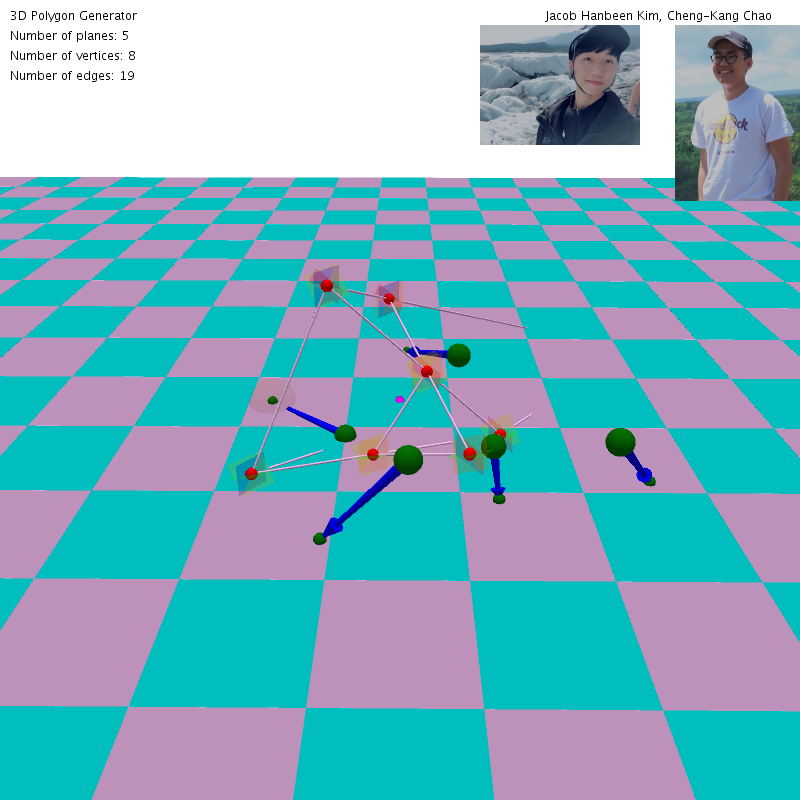 3D Polygon Generator
Jacob Hanbeen Kim, Cheng-Kang Chao
Number of planes: 5
Number of vertices: 8
Number of edges: 19